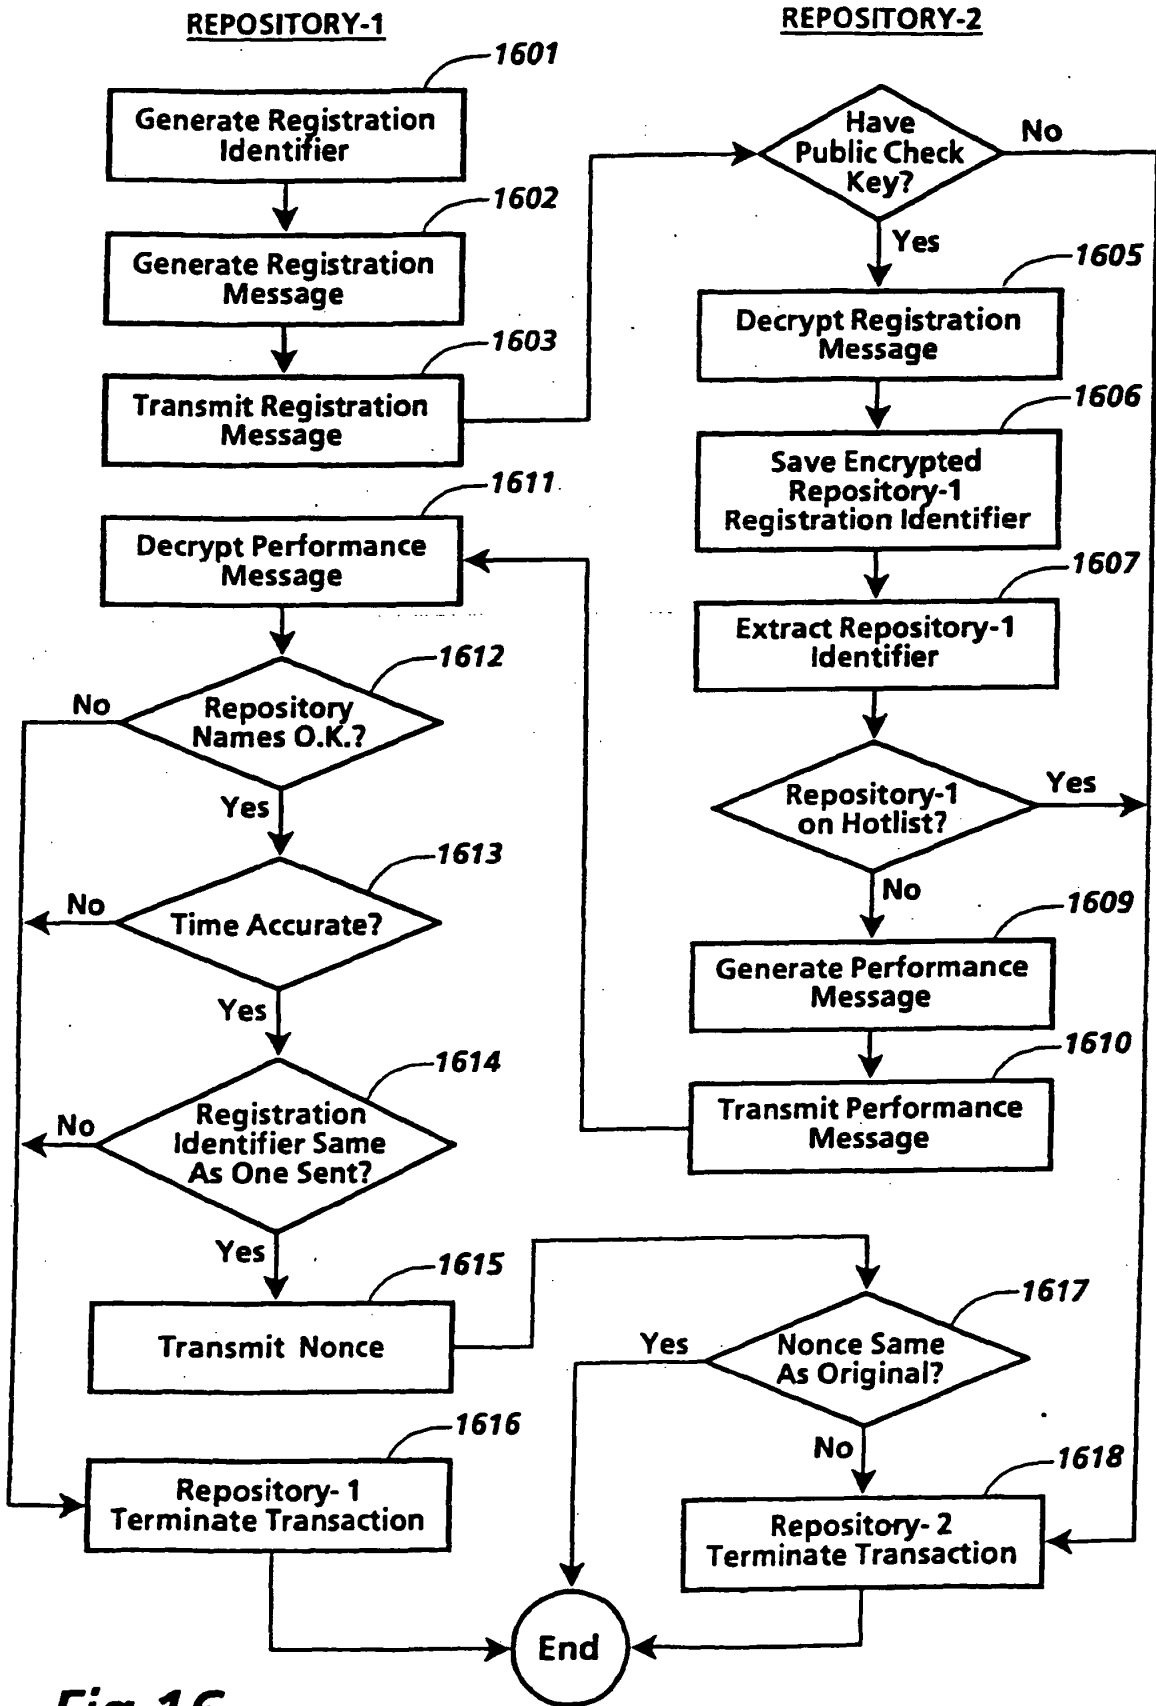 REPOSITORY-1
1601
Generate Registration
Identifier
1602
Generate Registration
Message
1603
Transmit Registration
Message
1611
Decrypt Performance
Message
1612
No
Repository
Names O.K.?
Yes
1613
No
Time Accurate?
Yes
1614
No
Registration
Identifier Same
As One Sent?
Yes
1615
Transmit Nonce
1616
Repository- 1
Terminate Transaction
REPOSITORY-2
Have
Public Check
Key?
No
Yes
1605
Decrypt Registration
Message
1606
Save Encrypted
Repository-1
Registration Identifier
1607
Extract Repository-1
Identifier
Repository-1
on Hotlist?
Yes
No
1609
Generate Performance
Message
1610
Transmit Performance
Message
1617
Yes
Nonce Same
As Original?
No
1618
Repository- 2
Terminate Transaction
End
Fig.16